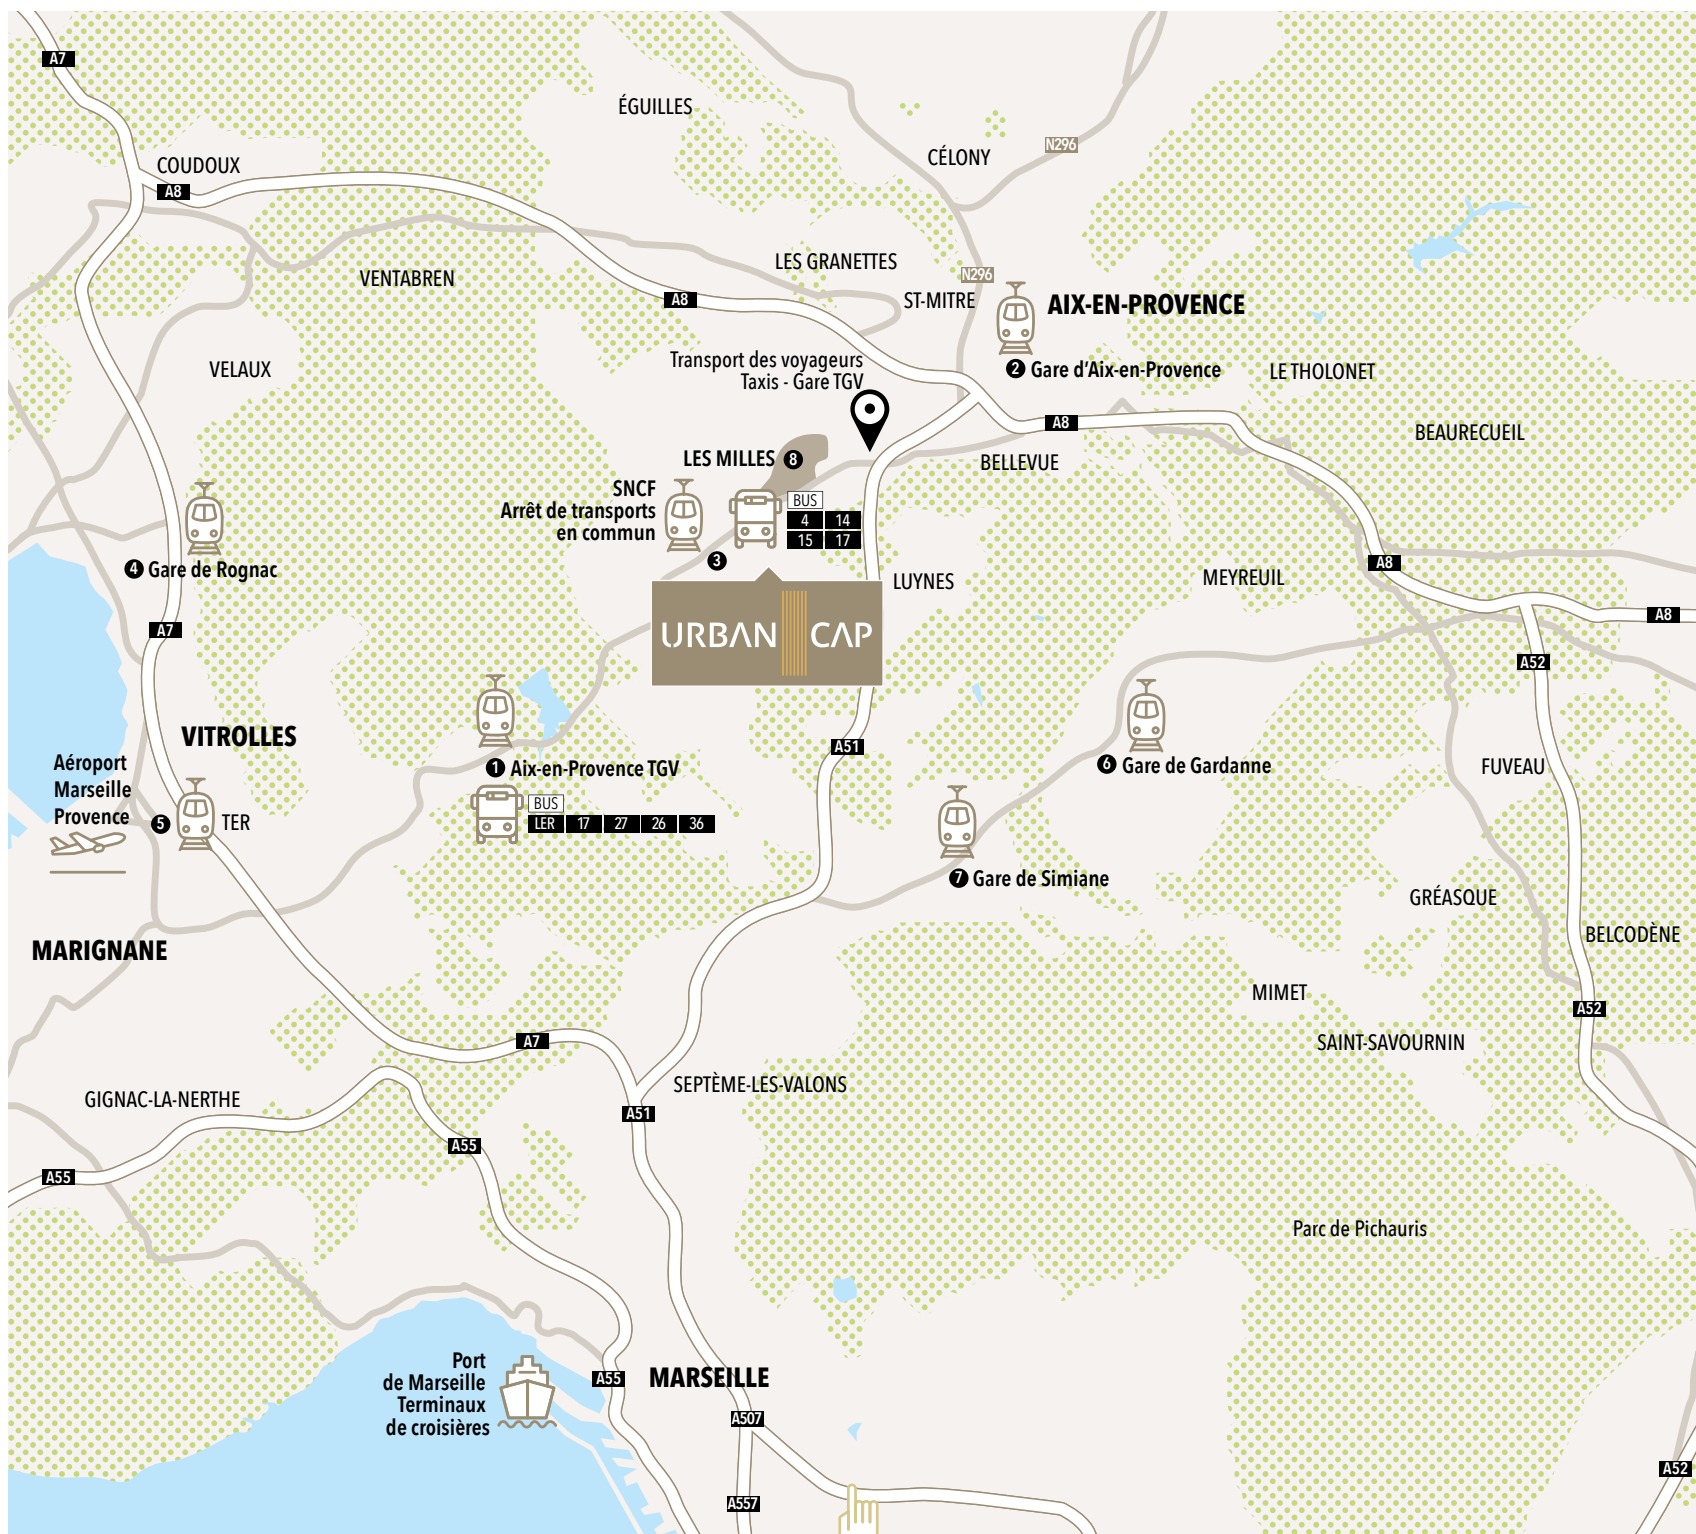 A7
ÉGUILLES
N296
CÉLONY
COUDOUX
A8
LES GRANETTES
N296
VENTABREN
A8
ST-MITRE
AIX-EN-PROVENCE
Transport des voyageurs
Taxis - Gare TGV
2 Gare d'Aix-en-Provence
LE THOLONET
VELAUX
A8
BEAURECUEIL
LES MILLES 8
BELLEVUE
SNCF
Arrêt de transports
en commun
BUS
4 14
15 17
3
4 Gare de Rognac
LUYNES
MEYREUIL
A8
A8
A7
URBAN CAP
A52
VITROLLES
A51
Aéroport
Marseille
Provence
1 Aix-en-Provence TGV
6 Gare de Gardanne
FUVEAU
BUS
LER 17 27 26 36
5
TER
7 Gare de Simiane
GRÉASQUE
BELCODÈNE
MARIGNANE
MIMET
A52
A7
SAINT-SAVOURNIN
SEPTÈME-LES-VALONS
GIGNAC-LA-NERTHE
A51
A55
A55
Parc de Pichauris
Port
de Marseille
Terminaux
de croisières
A55
MARSEILLE
A507
A52
A557